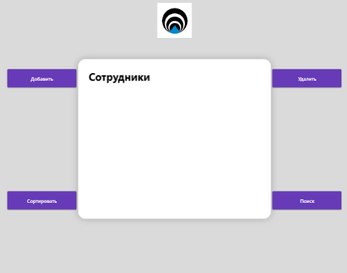 Сотрудники
Добавить
Удалить
Сортировать
Поиск